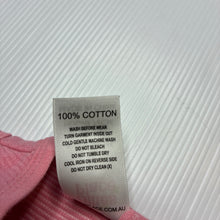 100% COTTON
WASH BEFORE WEAR
TURN GARMENT INSIDE OUT
COLD GENTLE MACHINE WASH
DO NOT BLEACH
DO NOT TUMBLE DRY
COOL IRON ON REVERSE SIDE
DO NOT DRY CLEAN (X)
.COM.AU